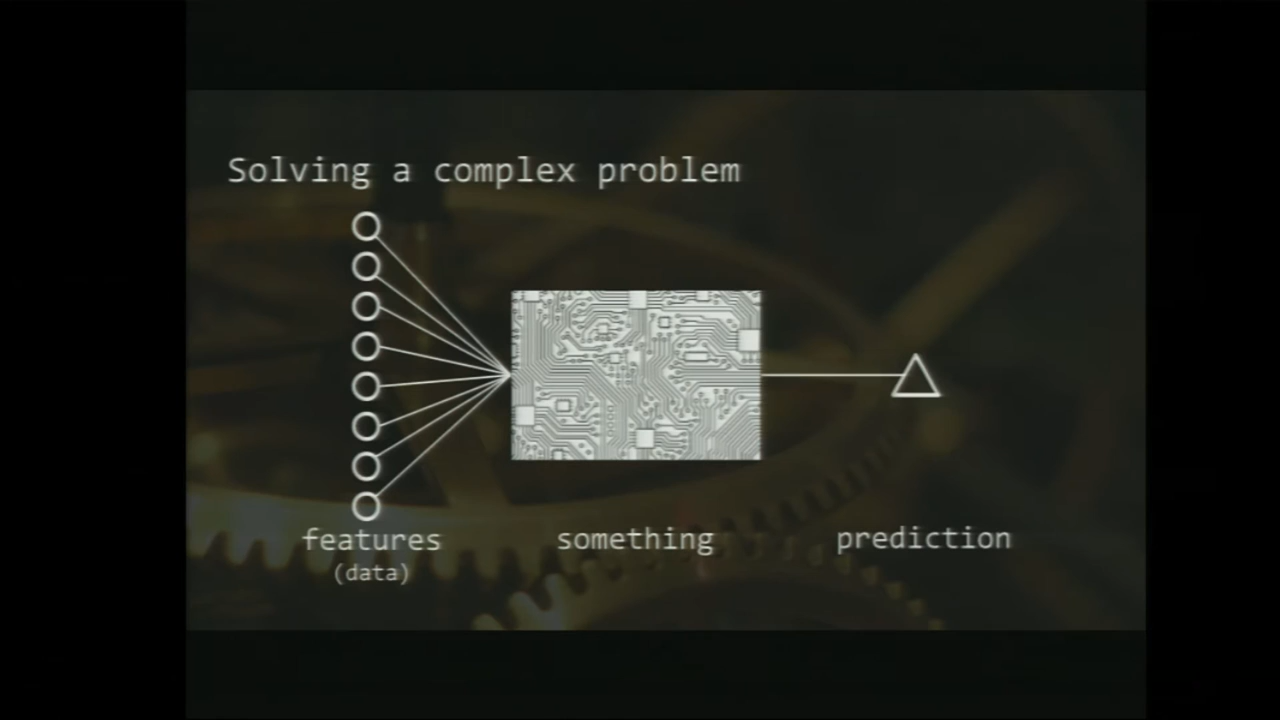 Solving a complex problem
features
(data)
something
prediction